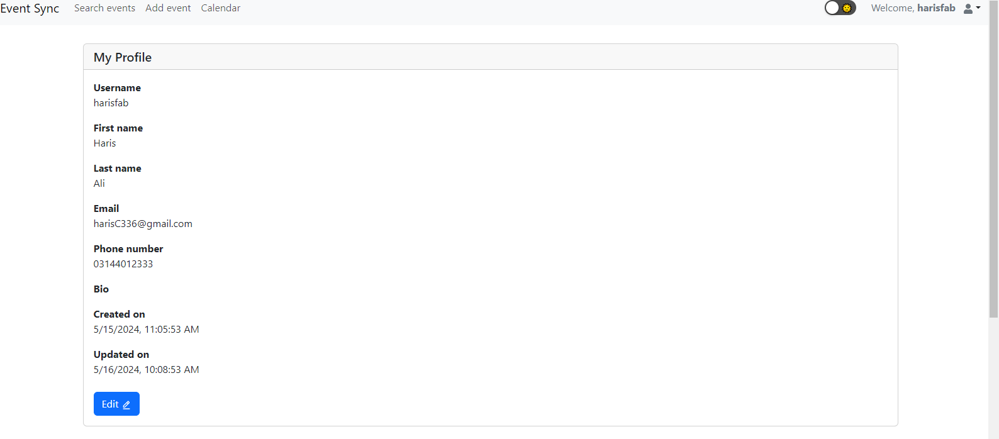 Event Sync Search events Add event Calendar Welcome, harisfab
My Profile
Username
harisfab
First name
Haris
Last name
Ali
Email
harisC336@gmail.com
Phone number
03144012333
Bio
Created on
5/15/2024, 11:05:53 AM
Updated on
5/16/2024, 10:08:53 AM
Edit